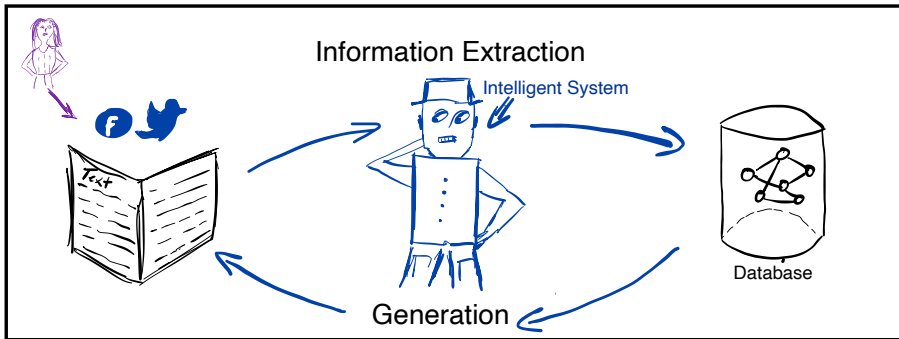 Information Extraction
Intelligent System
f
Text
Database
Generation